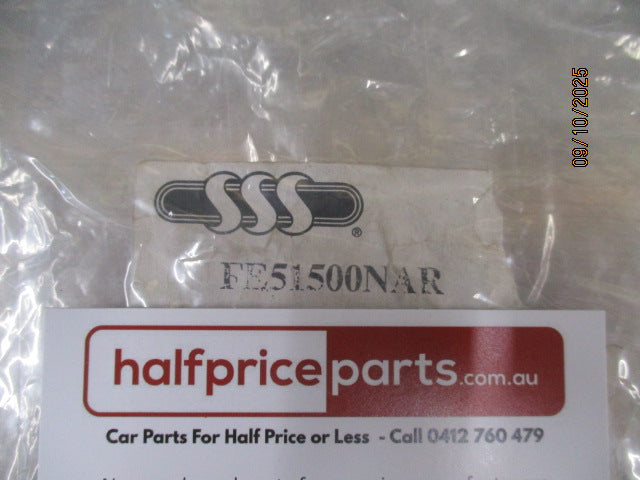 09/10/2025
SSS
®
FE51500NAR
halfpriceparts.com.au
Car Parts For Half Price or Less - Call 0412 760 479